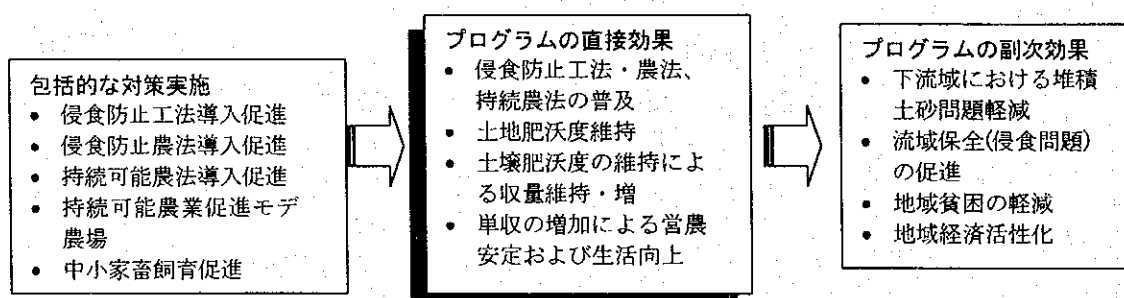 包括的な対策実施
• 侵食防止工法導入促進
• 侵食防止農法導入促進
• 持続可能農法導入促進
• 持続可能農業促進モデ
農場
• 中小家畜飼育促進
プログラムの直接効果
• 侵食防止工法・農法、
持続農法の普及
• 土地肥沃度維持
• 土壌肥沃度の維持によ
る収量維持・増
• 単収の増加による営農
安定および生活向上
プログラムの副次効果
• 下流域における堆積
土砂問題軽減
• 流域保全(侵食問題)
の促進
• 地域貧困の軽減
• 地域経済活性化